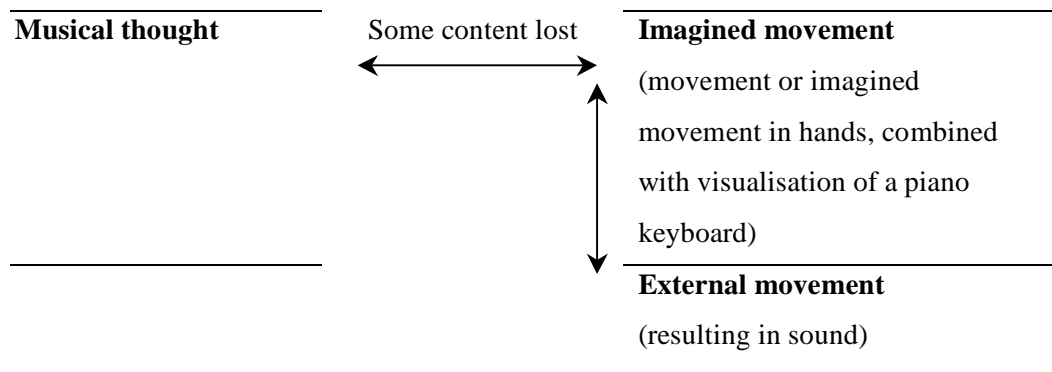 Musical thought
Some content lost
Imagined movement
(movement or imagined
movement in hands, combined
with visualisation of a piano
keyboard)
External movement
(resulting in sound)